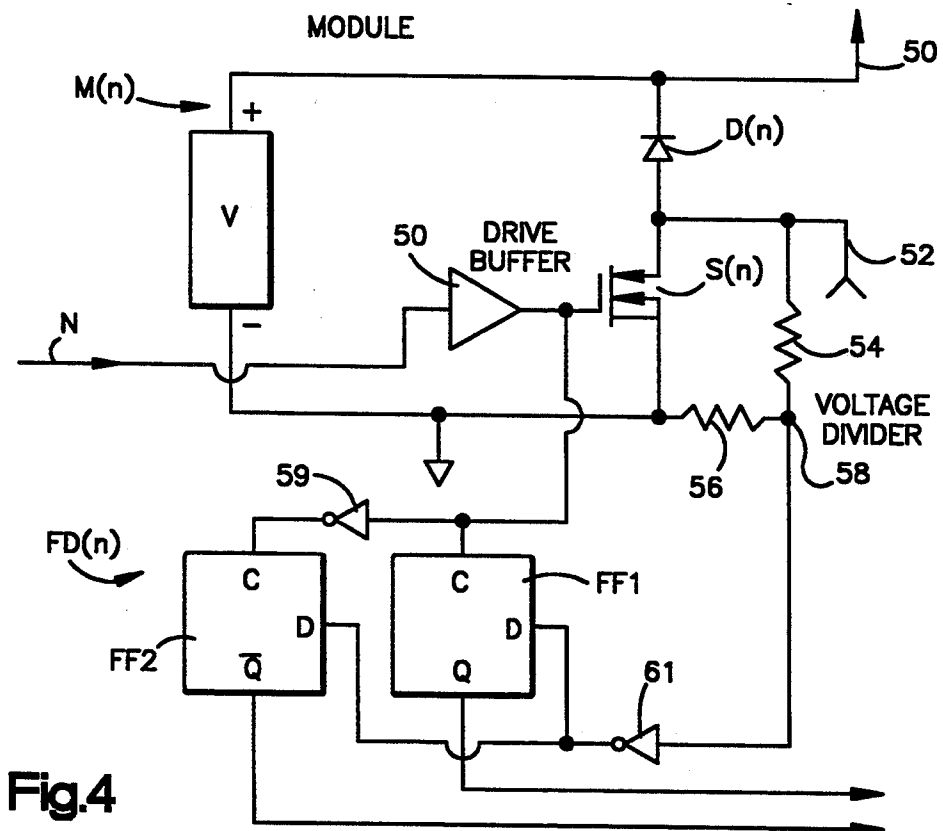 MODULE
50
M(n)
+
D(n)
V
50
DRIVE
BUFFER
S(n)
52
−
N
54
VOLTAGE
DIVIDER
56
58
59
FD(n)
C
C
FF1
D
D
FF2
Q̅
Q
61
Fig.4